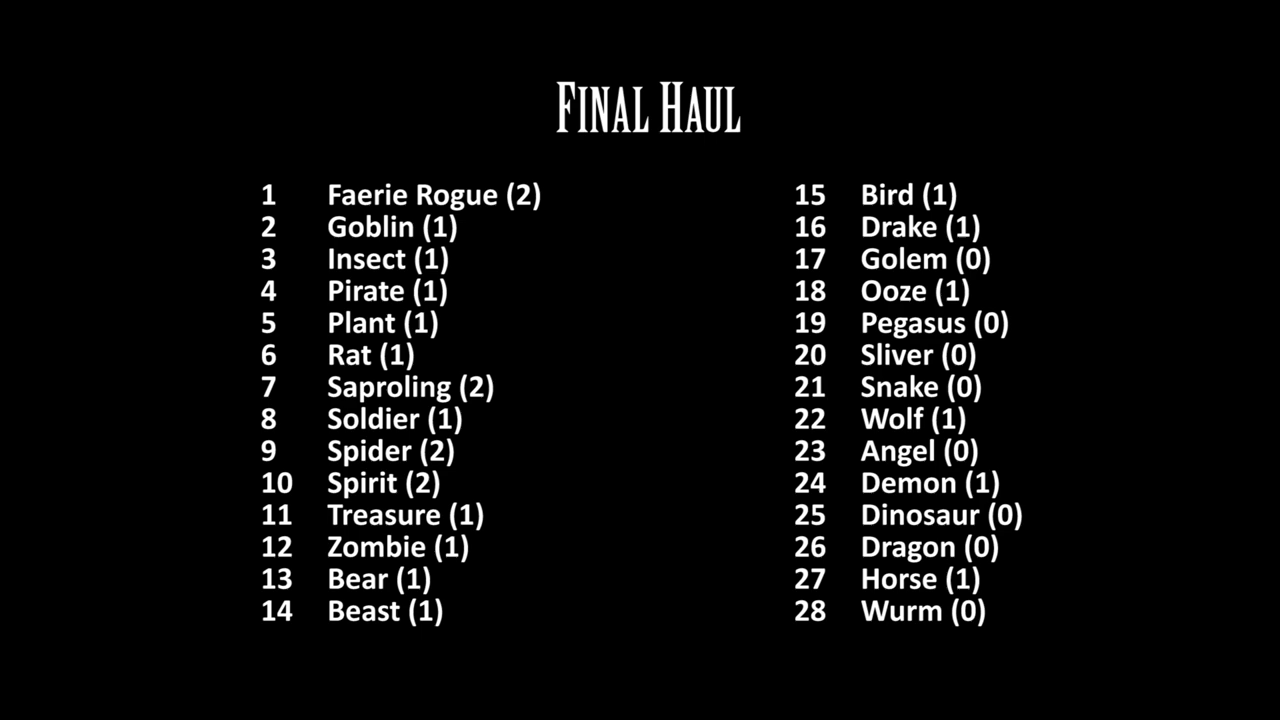 Final Haul
1 Faerie Rogue (2)
2 Goblin (1)
3 Insect (1)
4 Pirate (1)
5 Plant (1)
6 Rat (1)
7 Saproling (2)
8 Soldier (1)
9 Spider (2)
10 Spirit (2)
11 Treasure (1)
12 Zombie (1)
13 Bear (1)
14 Beast (1)
15 Bird (1)
16 Drake (1)
17 Golem (0)
18 Ooze (1)
19 Pegasus (0)
20 Sliver (0)
21 Snake (0)
22 Wolf (1)
23 Angel (0)
24 Demon (1)
25 Dinosaur (0)
26 Dragon (0)
27 Horse (1)
28 Wurm (0)